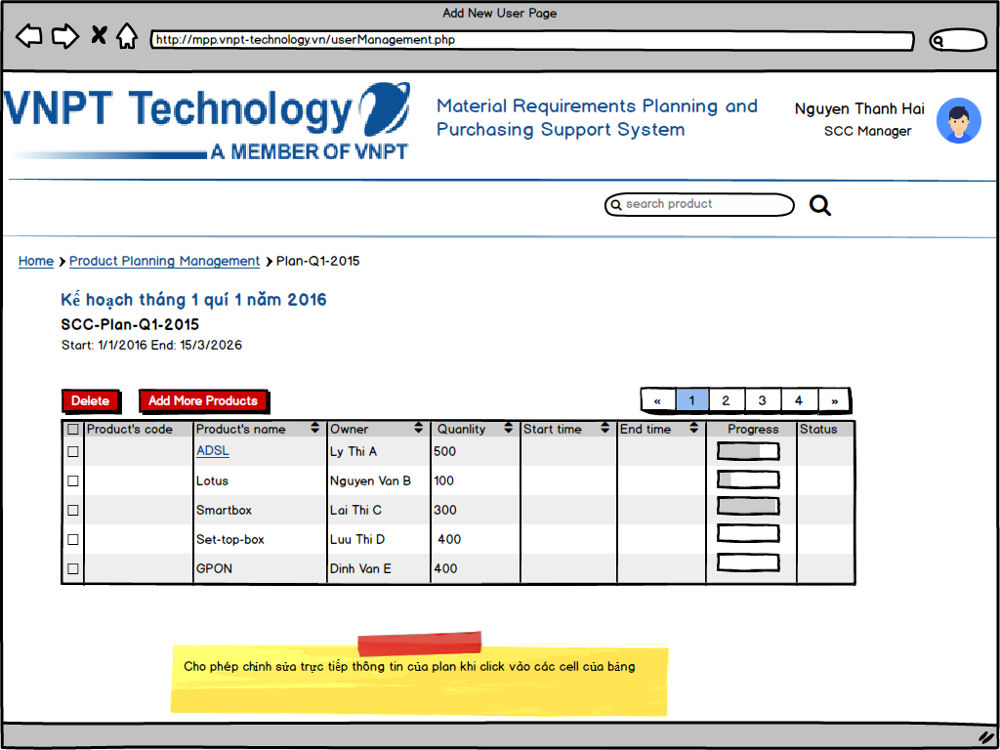 Add New User Page
http://mpp.vnpt-technology.vn/userManagement.php
VNPT Technology
A MEMBER OF VNPT
Material Requirements Planning and
Purchasing Support System
Nguyen Thanh Hai
SCC Manager
search product
Home > Product Planning Management > Plan-Q1-2015
Kế hoạch tháng 1 quí 1 năm 2016
SCC-Plan-Q1-2015
Start: 1/1/2016 End: 15/3/2026
Delete Add More Products « 1 2 3 4 »
Product's code Product's name Owner Quanlity Start time End time Progress Status
ADSL Ly Thi A 500
Lotus Nguyen Van B 100
Smartbox Lai Thi C 300
Set-top-box Luu Thi D 400
GPON Dinh Van E 400
Cho phép chỉnh sửa trực tiếp thông tin của plan khi click vào các cell của bảng